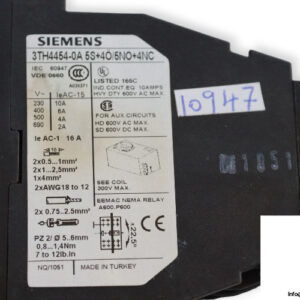 SIEMENS
3TH4454-0A 5S+4Ö/5NO+4NC
IEC 60947
VDE 0660
LISTED 165C
IND CONT EQ. 10AMPS
HVY DTY 600V AC MAX.
V~ IeAC-15
230 10A
400 6A
500 4A
690 2A
FOR AUX CIRCUITS
HD 600V AC MAX.
SD 600V DC MAX.
Ie AC-1 16 A
2x0.5...1mm²
2x1...2,5mm²
1x4mm²
2xAWG18 to 12
2x 0.75...2.5mm²
SEE COIL
300V MAX.
EEMAC NEMA RELAY
A600,P600
PZ 2/ Ø 5...6mm
0,8...1,4Nm
7 to 12lb.in
±22,5°
NQ/1051
MADE IN TURKEY
10947